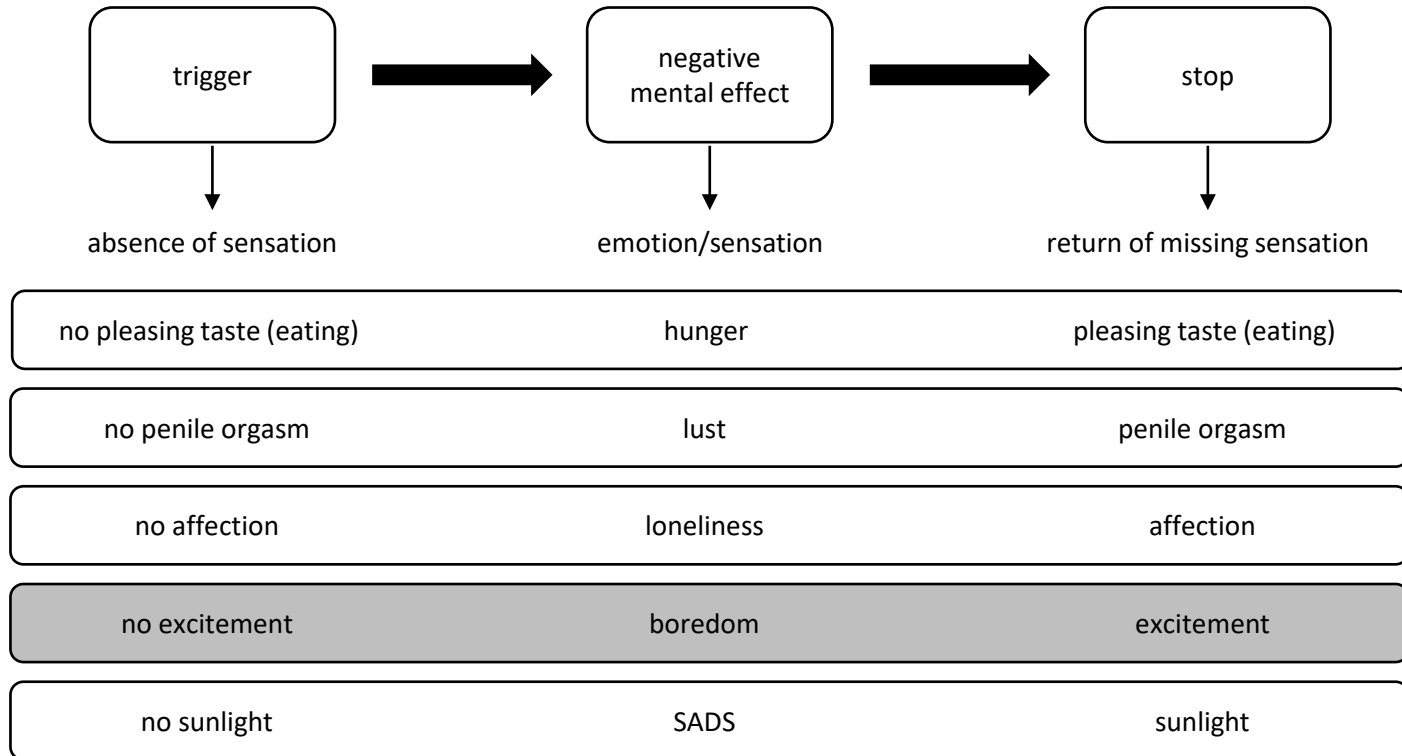 trigger
negative
mental effect
stop
absence of sensation
emotion/sensation
return of missing sensation
no pleasing taste (eating)
hunger
pleasing taste (eating)
no penile orgasm
lust
penile orgasm
no affection
loneliness
affection
no excitement
boredom
excitement
no sunlight
SADS
sunlight